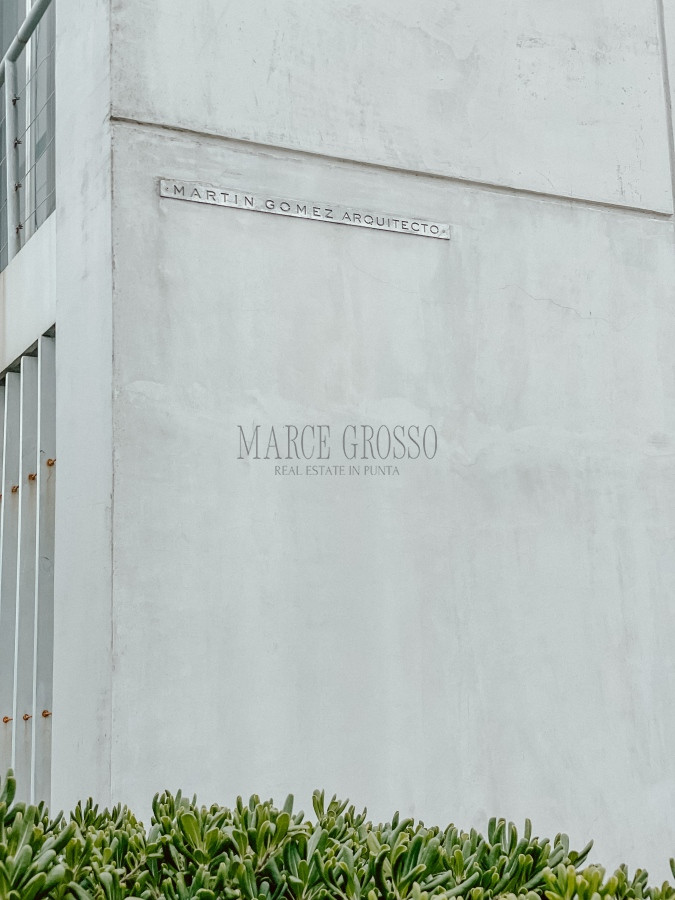 MARTIN GOMEZ ARQUITECTO
MARCE GROSSO
REAL ESTATE IN PUNTA